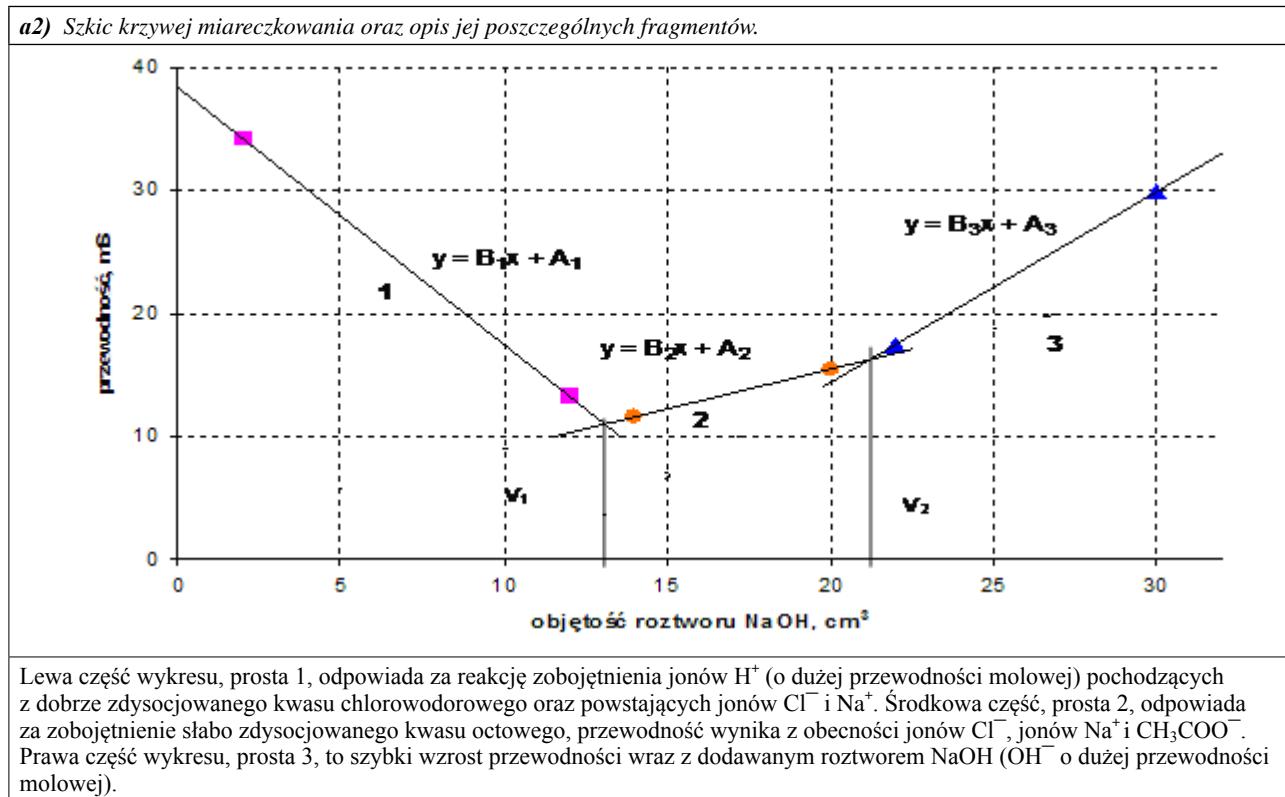 a2) Szkic krzywej miareczkowania oraz opis jej poszczególnych fragmentów.
przewodność, mS
40
30
20
10
0
y = B₁x + A₁
1
y = B₂x + A₂
2
y = B₃x + A₃
3
V₁
V₂
0 5 10 15 20 25 30
objętość roztworu NaOH, cm³
Lewa część wykresu, prosta 1, odpowiada za reakcję zobojętnienia jonów H⁺ (o dużej przewodności molowej) pochodzących
z dobrze zdysocjowanego kwasu chlorowodorowego oraz powstających jonów Cl⁻ i Na⁺. Środkowa część, prosta 2, odpowiada
za zobojętnienie słabo zdysocjowanego kwasu octowego, przewodność wynika z obecności jonów Cl⁻, jonów Na⁺ i CH₃COO⁻.
Prawa część wykresu, prosta 3, to szybki wzrost przewodności wraz z dodawanym roztworem NaOH (OH⁻ o dużej przewodności
molowej).